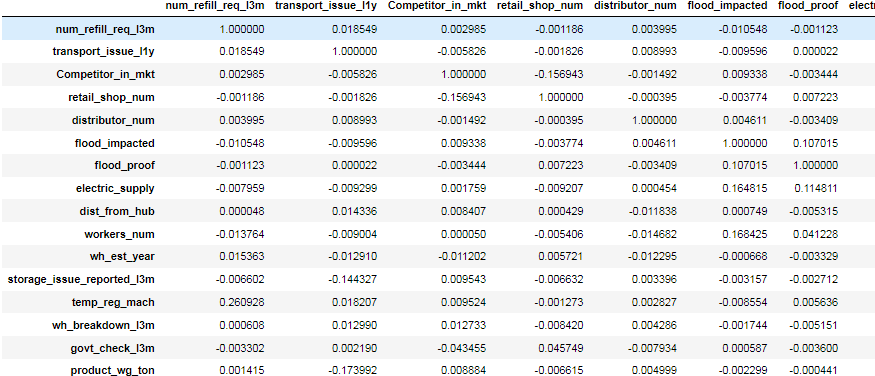 num_refill_req_l3m transport_issue_l1y Competitor_in_mkt retail_shop_num distributor_num flood_impacted flood_proof electr
num_refill_req_l3m 1.000000 0.018549 0.002985 -0.001186 0.003995 -0.010548 -0.001123
transport_issue_l1y 0.018549 1.000000 -0.005826 -0.001826 0.008993 -0.009596 0.000022
Competitor_in_mkt 0.002985 -0.005826 1.000000 -0.156943 -0.001492 0.009338 -0.003444
retail_shop_num -0.001186 -0.001826 -0.156943 1.000000 -0.000395 -0.003774 0.007223
distributor_num 0.003995 0.008993 -0.001492 -0.000395 1.000000 0.004611 -0.003409
flood_impacted -0.010548 -0.009596 0.009338 -0.003774 0.004611 1.000000 0.107015
flood_proof -0.001123 0.000022 -0.003444 0.007223 -0.003409 0.107015 1.000000
electric_supply -0.007959 -0.009299 0.001759 -0.009207 0.000454 0.164815 0.114811
dist_from_hub 0.000048 0.014336 0.008407 0.000429 -0.011838 0.000749 -0.005315
workers_num -0.013764 -0.009004 0.000050 -0.005406 -0.014682 0.168425 0.041228
wh_est_year 0.015363 -0.012910 -0.011202 0.005721 -0.012295 -0.000668 -0.003329
storage_issue_reported_l3m -0.006602 -0.144327 0.009543 -0.006632 0.003396 -0.003157 -0.002712
temp_reg_mach 0.260928 0.018207 0.009524 -0.001273 0.002827 -0.008554 0.005636
wh_breakdown_l3m 0.000608 0.012990 0.012733 -0.008420 0.004286 -0.001744 -0.005151
govt_check_l3m -0.003302 0.002190 -0.043455 0.045749 -0.007934 0.000587 -0.003600
product_wg_ton 0.001415 -0.173992 0.008884 -0.006615 0.004999 -0.002299 -0.000441